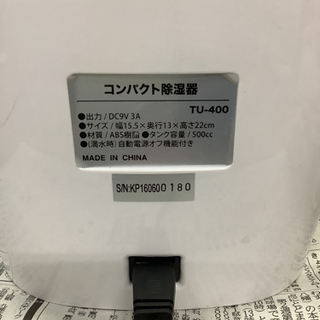 コンパクト除湿器
TU-400
●出力/DC9V 3A
●サイズ/幅15.5×奥行13×高さ22cm
●材質/ABS樹脂●タンク容量/500cc
●(満水時)自動電源オフ機能付き
MADE IN CHINA
S/N:KP160600180